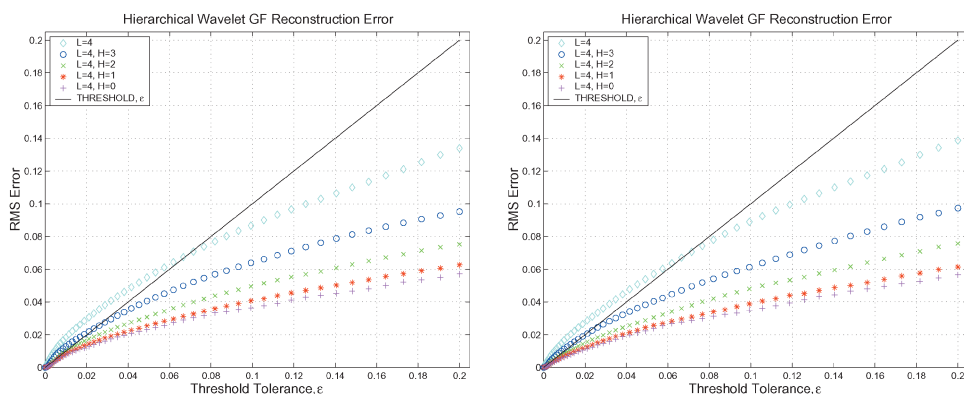 Hierarchical Wavelet GF Reconstruction Error
0.2
0.18
0.16
0.14
0.12
0.1
0.08
0.06
0.04
0.02
0
RMS Error
L=4
L=4, H=3
L=4, H=2
L=4, H=1
L=4, H=0
THRESHOLD, ε
0 0.02 0.04 0.06 0.08 0.10 0.12 0.14 0.16 0.18 0.2
Threshold Tolerance, ε
Hierarchical Wavelet GF Reconstruction Error
0.2
0.18
0.16
0.14
0.12
0.1
0.08
0.06
0.04
0.02
0
RMS Error
L=4
L=4, H=3
L=4, H=2
L=4, H=1
L=4, H=0
THRESHOLD, ε
0 0.02 0.04 0.06 0.08 0.10 0.12 0.14 0.16 0.18 0.2
Threshold Tolerance, ε